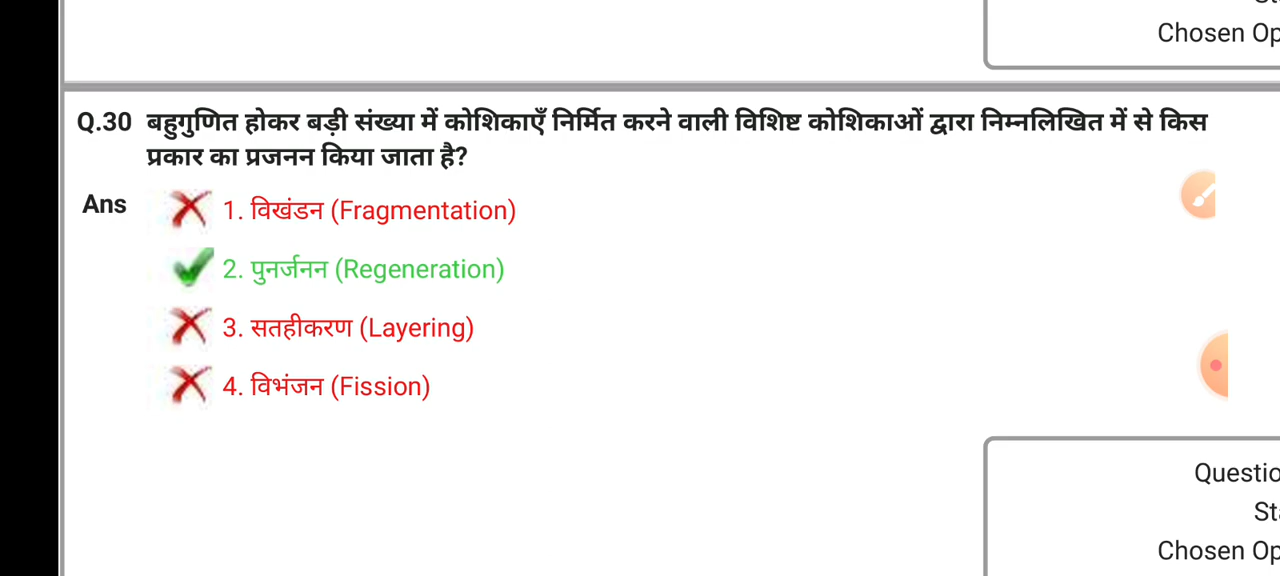 Chosen Op
Q.30 बहुगुणित होकर बड़ी संख्या में कोशिकाएँ निर्मित करने वाली विशिष्ट कोशिकाओं द्वारा निम्नलिखित में से किस
प्रकार का प्रजनन किया जाता है?
Ans 1. विखंडन (Fragmentation)
2. पुनर्जनन (Regeneration)
3. सतहीकरण (Layering)
4. विभंजन (Fission)
Questio
St
Chosen Op